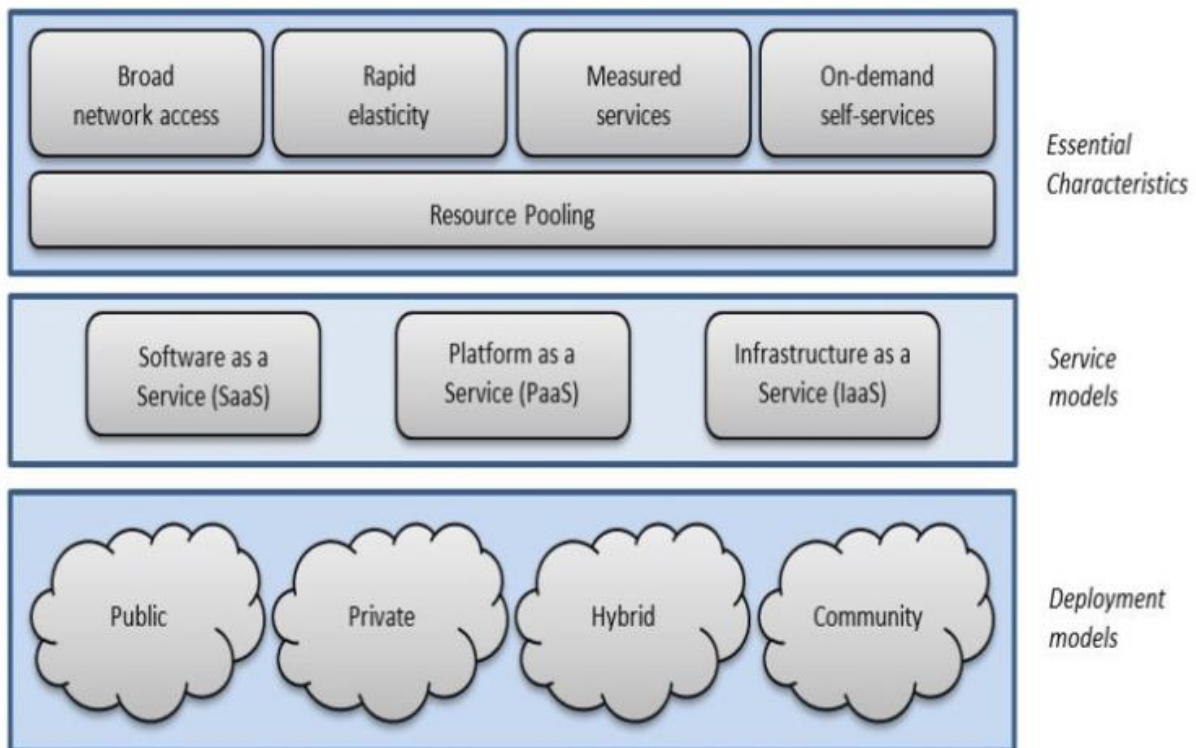 Broad
network access
Rapid
elasticity
Measured
services
On-demand
self-services
Resource Pooling
Essential
Characteristics
Software as a
Service (SaaS)
Platform as a
Service (PaaS)
Infrastructure as a
Service (IaaS)
Service
models
Public
Private
Hybrid
Community
Deployment
models